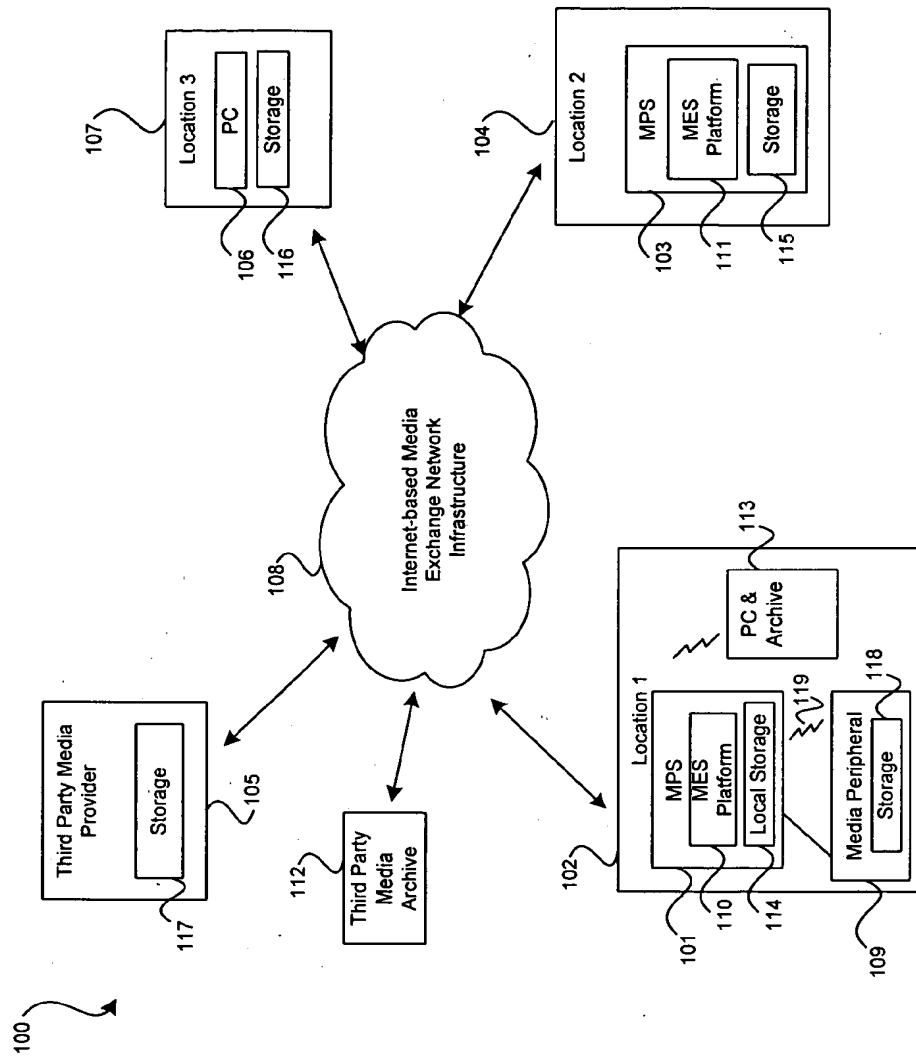 100
Third Party Media
Provider
Storage
117
105
107
Location 3
PC
Storage
106
116
112
Third Party
Media
Archive
108
Internet-based Media
Exchange Network
Infrastructure
102
Location 1
MPS
MES
Platform
Local Storage
101
110
114
PC &
Archive
113
119
Media Peripheral
Storage
118
109
104
Location 2
MPS
MES
Platform
Storage
103
111
115